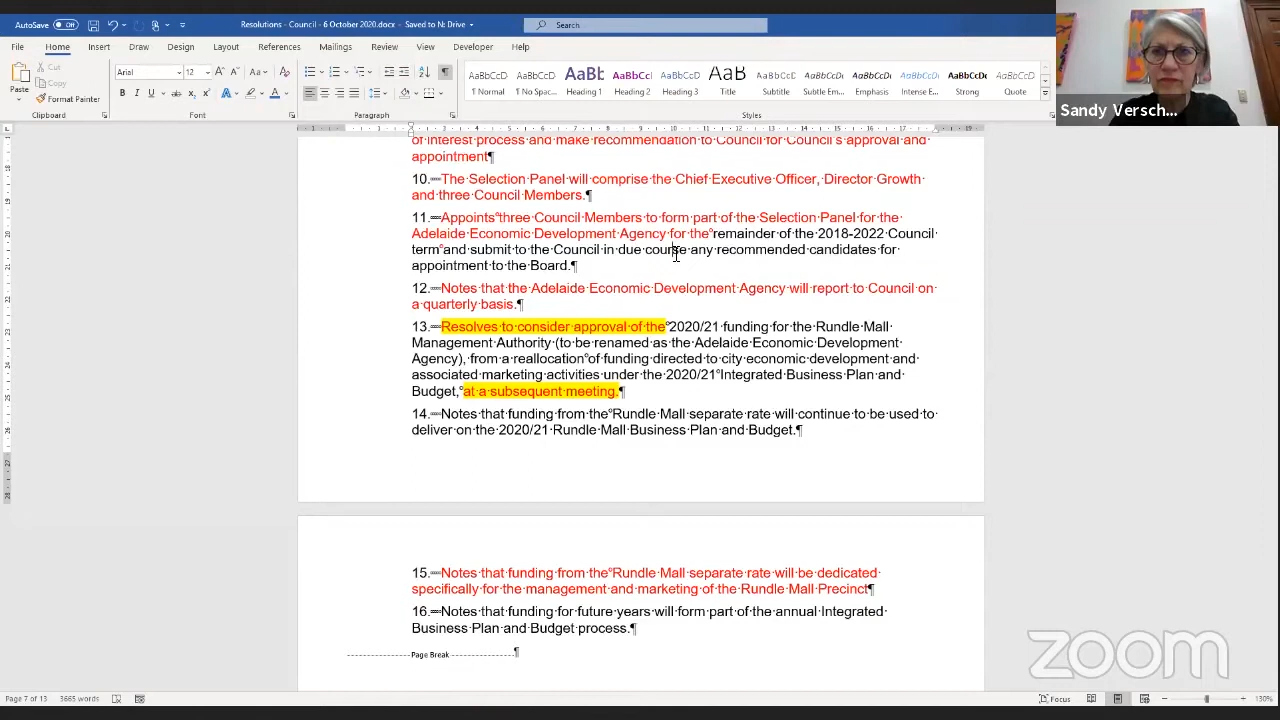 AutoSave Off
Resolutions - Council - 6 October 2020.docx - Saved to N: Drive
Search
File Home Insert Draw Design Layout References Mailings Review View Developer Help
Paste
Cut
Copy
Format Painter
Arial 12
AaBbCcD AaBbCcD AaBb AaBbCc AaBbCcD AaB AaBbCcD AaBbCcD AaBbCcD AaBbCcD AaBbCcDc AaBbCcD
¶ Normal ¶ No Spac... Heading 1 Heading 2 Heading 3 Title Subtitle Subtle Em... Emphasis Intense E... Strong Quote
Clipboard Font Paragraph Styles
Sandy Versch...
of interest process and make recommendation to Council for Council's approval and
appointment¶
10. The Selection Panel will comprise the Chief Executive Officer, Director Growth
and three Council Members.¶
11. Appoints three Council Members to form part of the Selection Panel for the
Adelaide Economic Development Agency for the remainder of the 2018-2022 Council
term and submit to the Council in due course any recommended candidates for
appointment to the Board.¶
12. Notes that the Adelaide Economic Development Agency will report to Council on
a quarterly basis.¶
13. Resolves to consider approval of the 2020/21 funding for the Rundle Mall
Management Authority (to be renamed as the Adelaide Economic Development
Agency), from a reallocation of funding directed to city economic development and
associated marketing activities under the 2020/21 Integrated Business Plan and
Budget, at a subsequent meeting.¶
14. Notes that funding from the Rundle Mall separate rate will continue to be used to
deliver on the 2020/21 Rundle Mall Business Plan and Budget.¶
15. Notes that funding from the Rundle Mall separate rate will be dedicated
specifically for the management and marketing of the Rundle Mall Precinct¶
16. Notes that funding for future years will form part of the annual Integrated
Business Plan and Budget process.¶
Page Break ¶
zoom
Page 7 of 13 3665 words Focus 130%